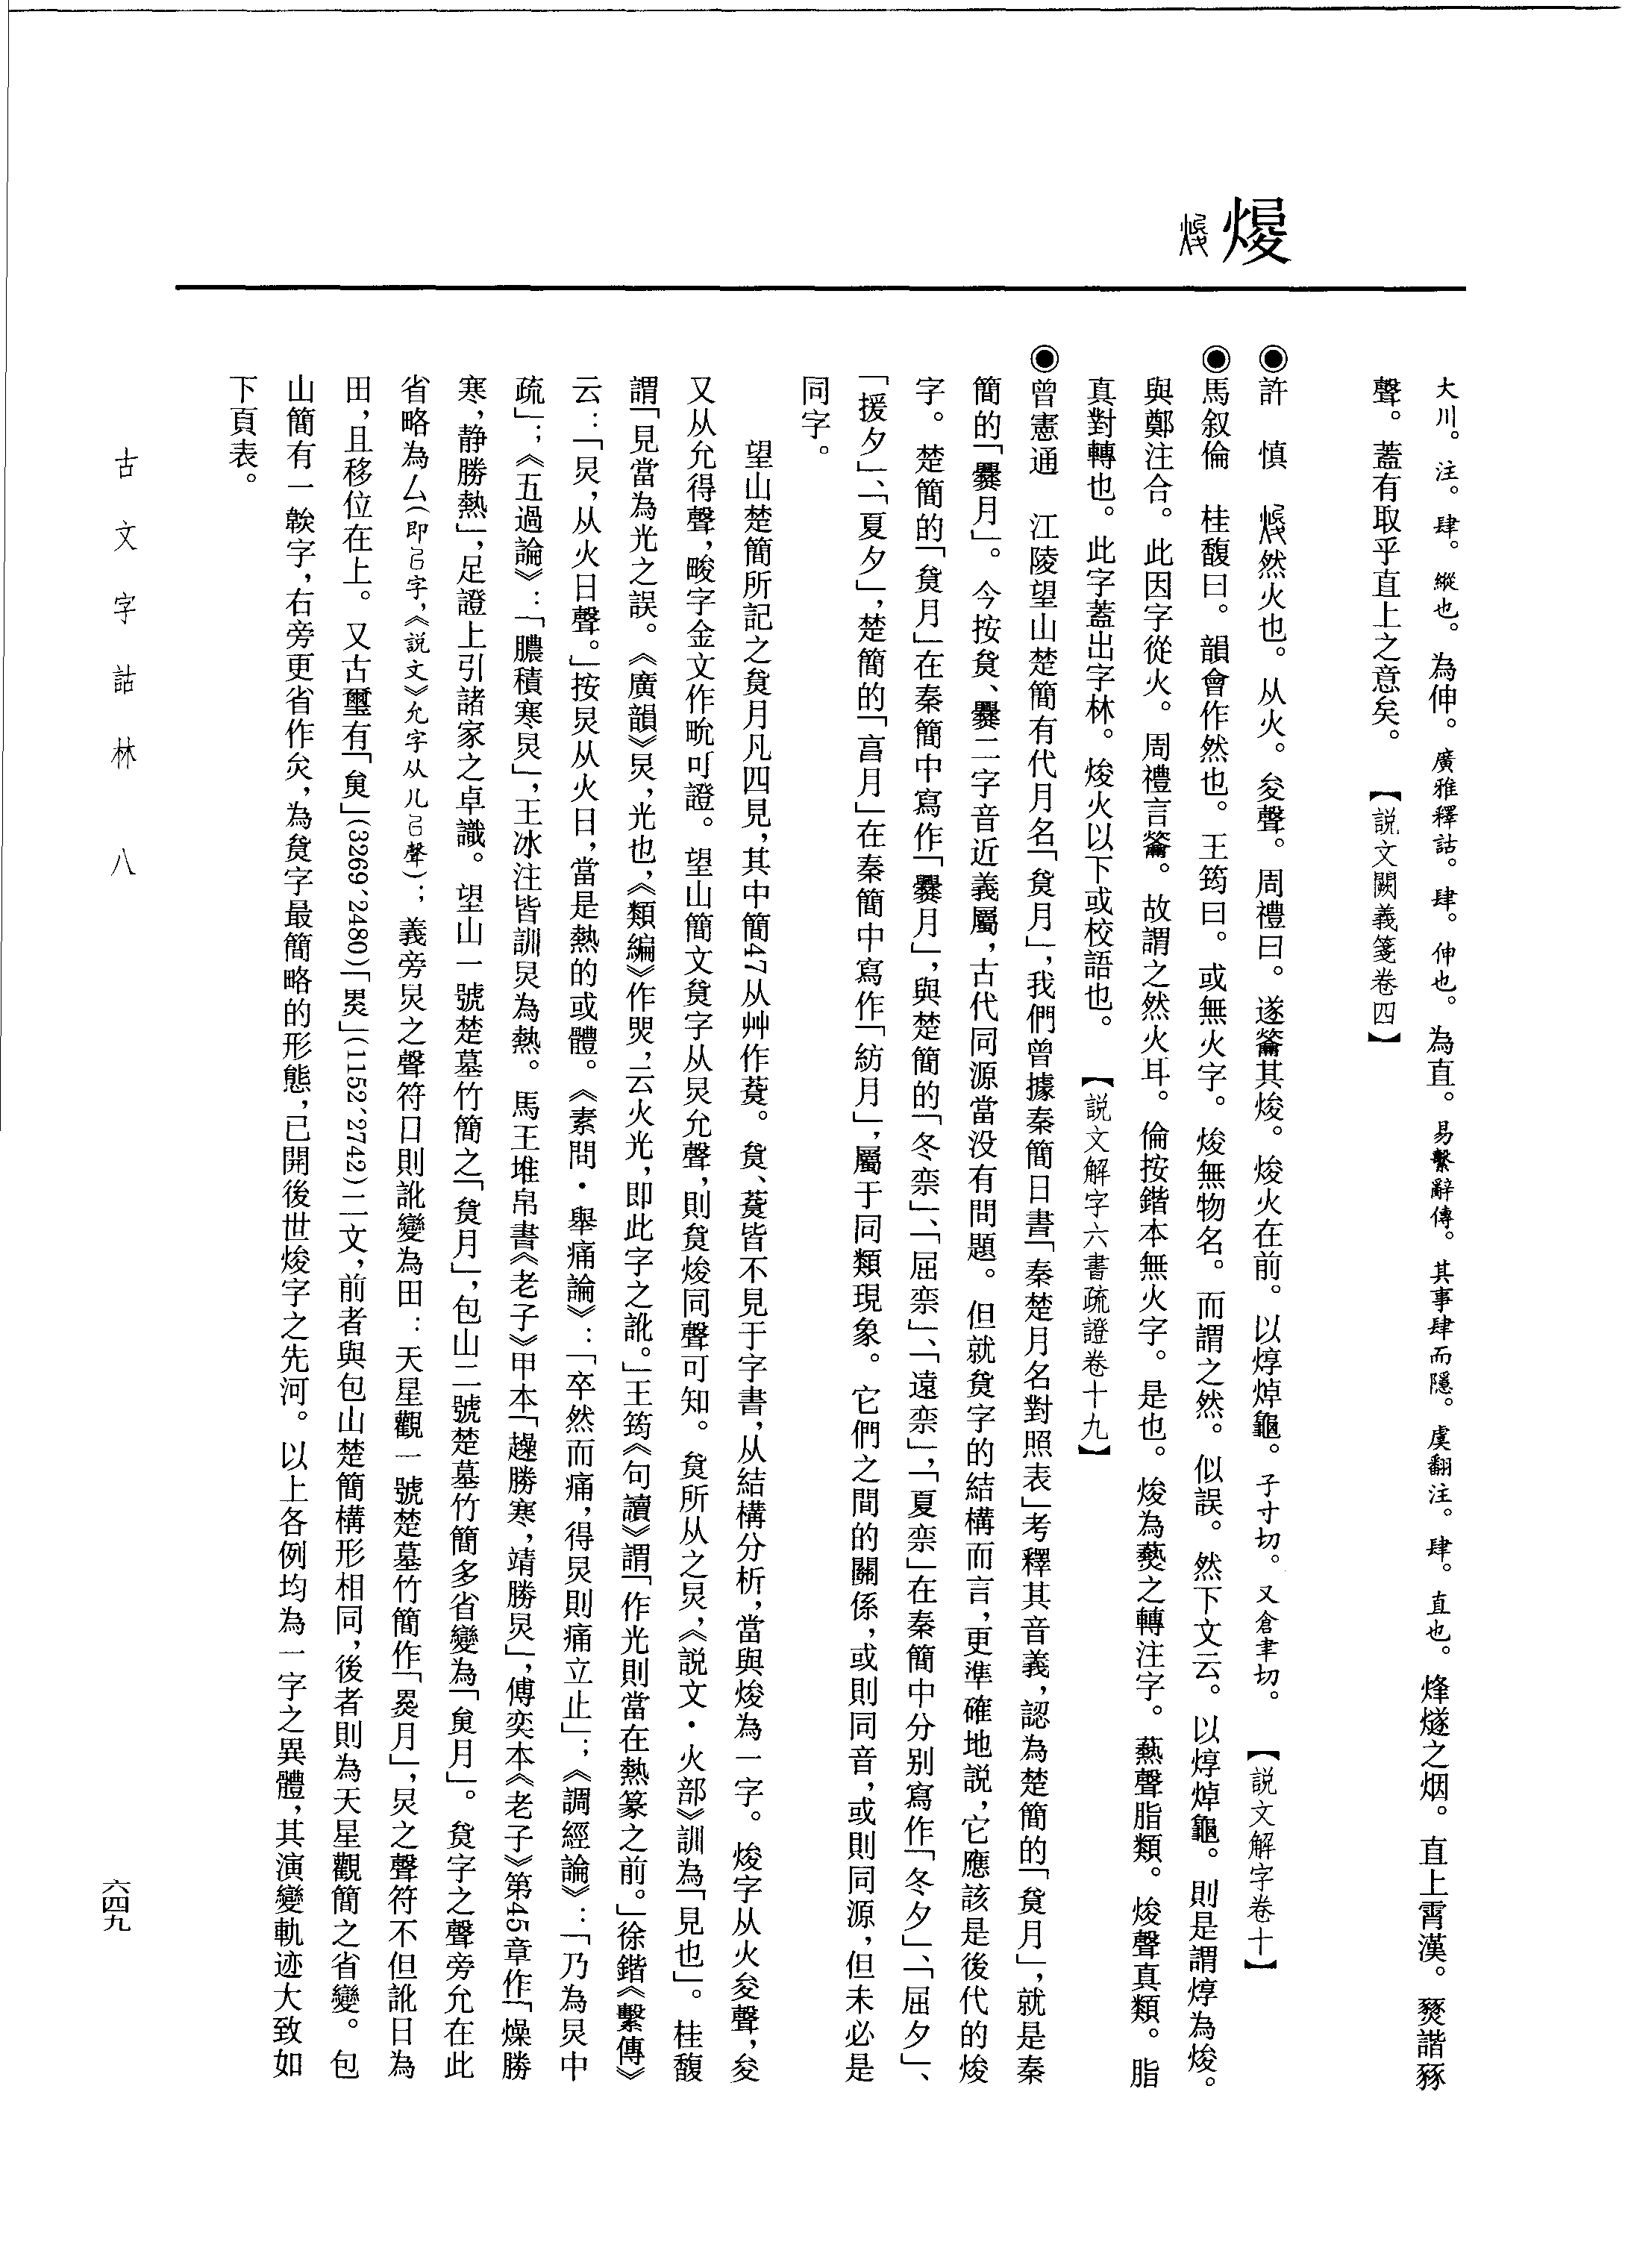 焌
大川。注。肆。縱也。為伸。廣雅釋詁。肆。伸也。為直。易繫辭傳。其事肆而隱。虞翻注。肆。直也。烽燧之烟。直上霄漢。燹諧豩
聲。蓋有取乎直上之意矣。【説文闕義箋卷四】
◉許　慎　焌然火也。从火。夋聲。周禮曰。遂籥其焌。焌火在前。以焞焯龜。子寸切。又倉聿切。【説文解字卷十】
◉馬叙倫　桂馥曰。韻會作然也。王筠曰。或無火字。焌無物名。而謂之然。似誤。然下文云。以焞焯龜。則是謂焞為焌。
與鄭注合。此因字從火。周禮言籥。故謂之然火耳。倫按鍇本無火字。是也。焌為爇之轉注字。爇聲脂類。焌聲真類。脂
真對轉也。此字蓋出字林。焌火以下或校語也。【説文解字六書疏證卷十九】
◉曾憲通　江陵望山楚簡有代月名「㷠月」，我們曾據秦簡日書「秦楚月名對照表」考釋其音義，認為楚簡的「㷠月」，就是秦
簡的「爨月」。今按㷠、爨二字音近義屬，古代同源當没有問題。但就㷠字的結構而言，更準確地説，它應該是後代的焌
字。楚簡的「㷠月」在秦簡中寫作「爨月」，與楚簡的「冬柰」、「屈柰」、「遠柰」，「夏柰」在秦簡中分别寫作「冬夕」、「屈夕」、
「援夕」、「夏夕」，楚簡的「亯月」在秦簡中寫作「紡月」，屬于同類現象。它們之間的關係，或則同音，或則同源，但未必是
同字。
望山楚簡所記之㷠月凡四見，其中簡47从艸作。㷠、皆不見于字書，从結構分析，當與焌為一字。焌字从火夋聲，夋
又从允得聲，畯字金文作㽙可證。望山簡文㷠字从炅允聲，則㷠焌同聲可知。㷠所从之炅，《説文·火部》訓為「見也」。桂馥
謂「見當為光之誤。《廣韻》炅，光也，《類編》作炚，云火光，即此字之訛。」王筠《句讀》謂「作光則當在熱篆之前。」徐鍇《繫傳》
云：「炅，从火日聲。」按炅从火日，當是熱的或體。《素問·舉痛論》：「卒然而痛，得炅則痛立止」；《調經論》：「乃為炅中
疏」；《五過論》：「膿積寒炅」，王冰注皆訓炅為熱。馬王堆帛書《老子》甲本「趮勝寒，靖勝炅」，傅奕本《老子》第45章作「燥勝
寒，静勝熱」，足證上引諸家之卓識。望山一號楚墓竹簡之「㷠月」，包山二號楚墓竹簡多省變為「月」。㷠字之聲旁允在此
省略為厶（即㠯字，《説文》允字从儿㠯聲）；義旁炅之聲符日則訛變為田：天星觀一號楚墓竹簡作「月」，炅之聲符不但訛日為
田，且移位在上。又古璽有「」（3269、2480）「」（1152、2742）二文，前者與包山楚簡構形相同，後者則為天星觀簡之省變。包
山簡有一字，右旁更省作，為㷠字最簡略的形態，已開後世焌字之先河。以上各例均為一字之異體，其演變軌迹大致如
下頁表。
古文字詁林　八
六四九